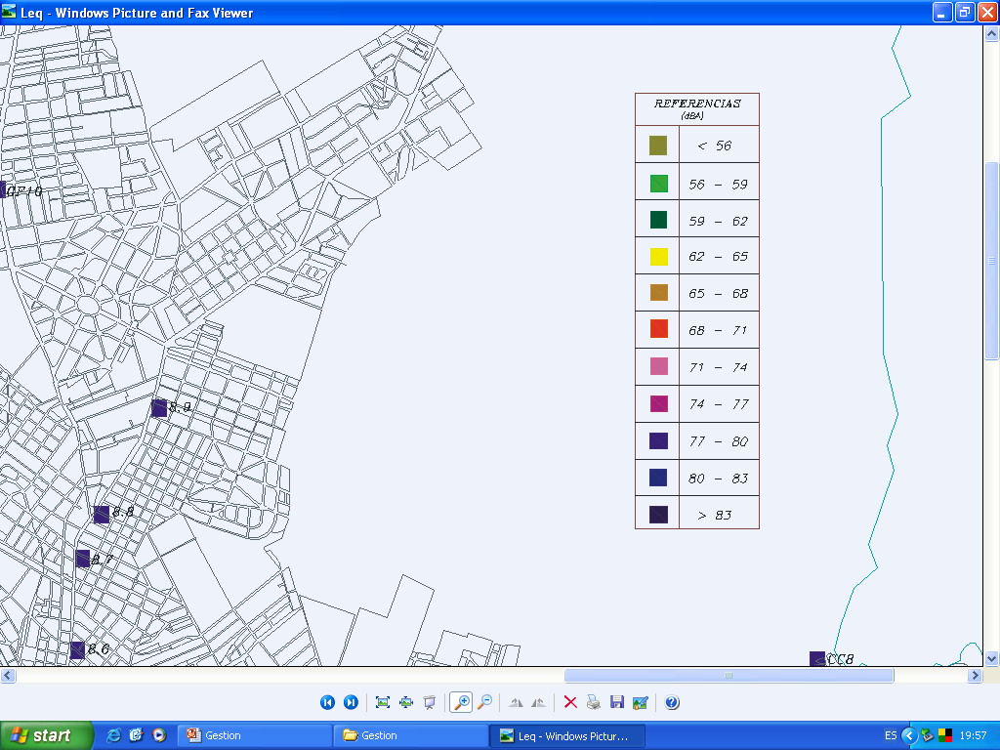 Leq - Windows Picture and Fax Viewer
REFERENCIAS
(dBA)
< 56
56 - 59
59 - 62
62 - 65
65 - 68
68 - 71
71 - 74
74 - 77
77 - 80
80 - 83
> 83
8.9
8.8
8.7
8.6
CC8
start
Gestion
Gestion
Leq - Windows Pictur...
ES
19:57